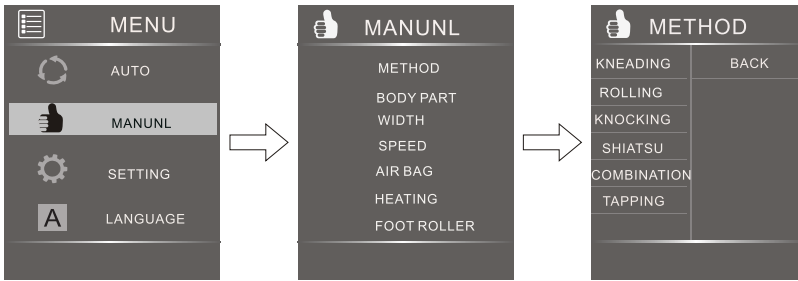 MENU
AUTO
MANUNL
SETTING
A LANGUAGE
MANUNL
METHOD
BODY PART
WIDTH
SPEED
AIR BAG
HEATING
FOOT ROLLER
METHOD
KNEADING BACK
ROLLING
KNOCKING
SHIATSU
COMBINATION
TAPPING